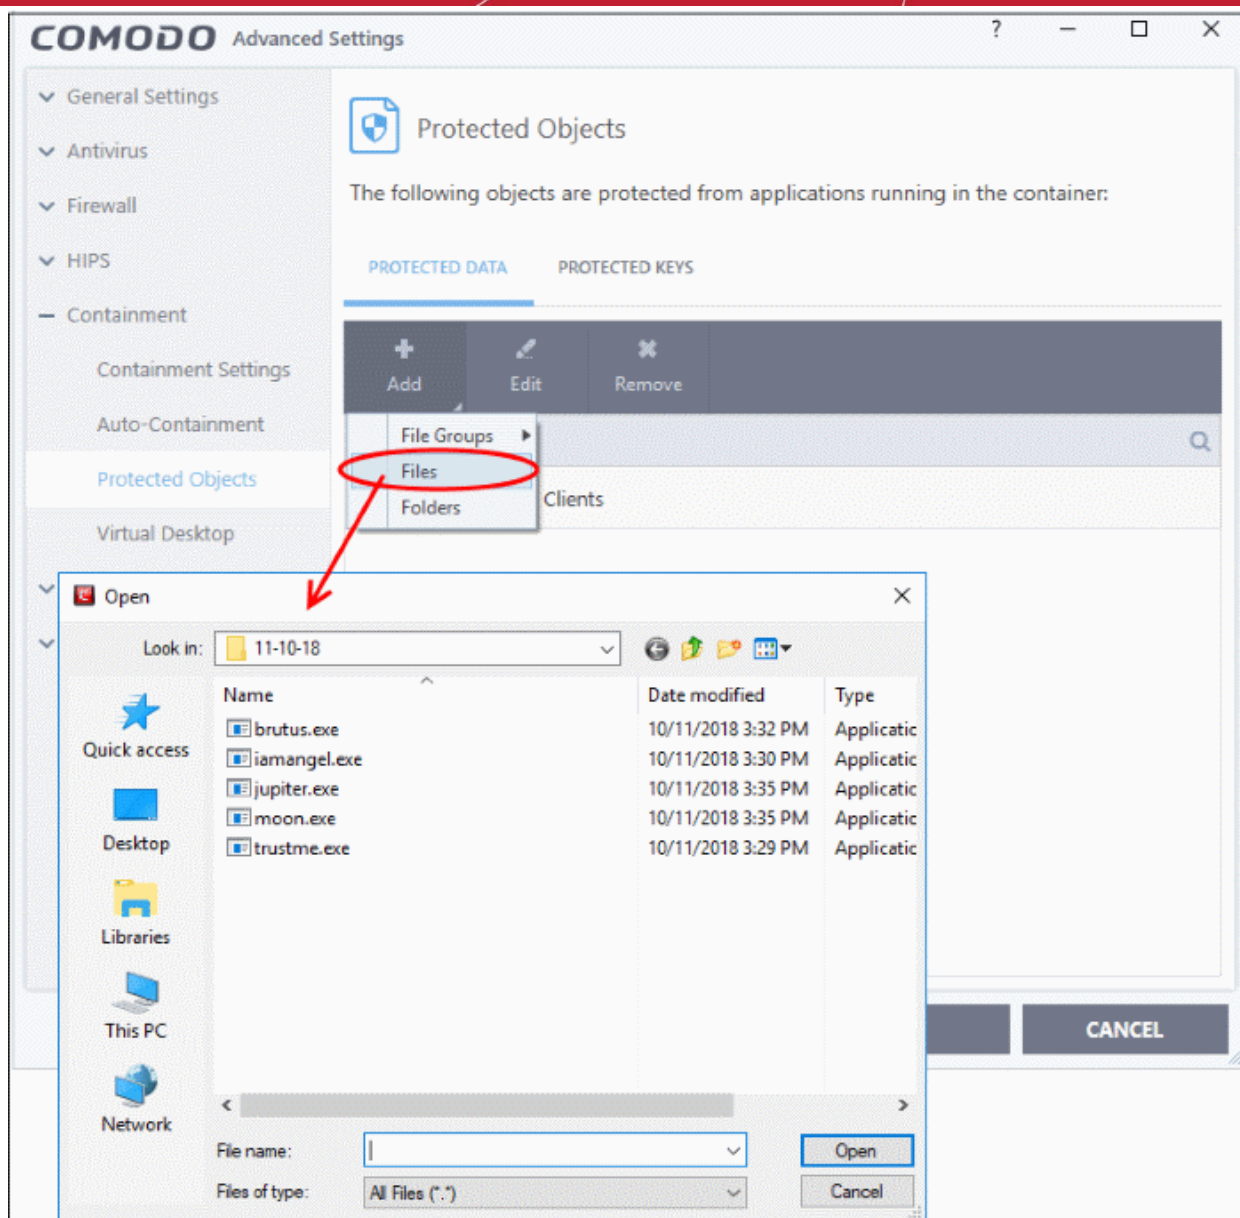 COMODO Advanced Settings
?
General Settings
Antivirus
Firewall
HIPS
Containment
Containment Settings
Auto-Containment
Protected Objects
Virtual Desktop
Protected Objects
The following objects are protected from applications running in the container:
PROTECTED DATA PROTECTED KEYS
Add Edit Remove
File Groups
Files
Folders
Clients
CANCEL
Open
Look in: 11-10-18
Quick access
Desktop
Libraries
This PC
Network
Name Date modified Type
brutus.exe 10/11/2018 3:32 PM Applicatic
iamangel.exe 10/11/2018 3:30 PM Applicatic
jupiter.exe 10/11/2018 3:35 PM Applicatic
moon.exe 10/11/2018 3:35 PM Applicatic
trustme.exe 10/11/2018 3:29 PM Applicatic
File name: Open
Files of type: All Files (*.*) Cancel